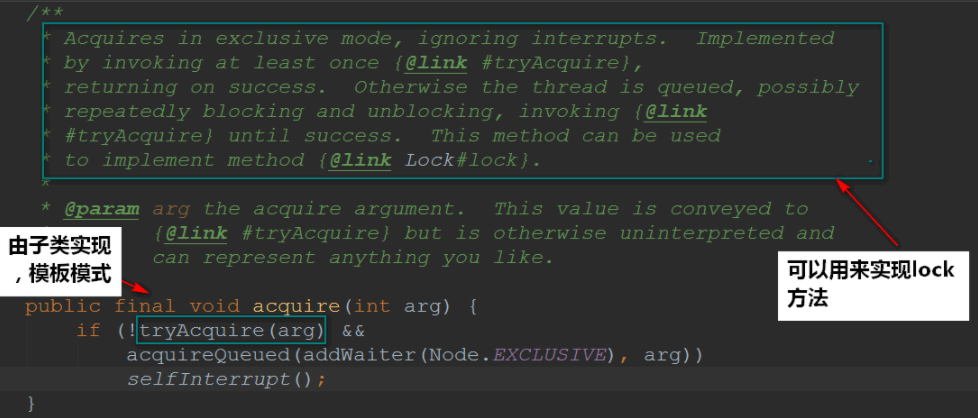 /**
* Acquires in exclusive mode, ignoring interrupts.  Implemented
* by invoking at least once {@link #tryAcquire},
* returning on success.  Otherwise the thread is queued, possibly
* repeatedly blocking and unblocking, invoking {@link
* #tryAcquire} until success.  This method can be used
* to implement method {@link Lock#lock}.
*
* @param arg the acquire argument.  This value is conveyed to
{@link #tryAcquire} but is otherwise uninterpreted and
can represent anything you like.
由子类实现
，模板模式
可以用来实现lock
方法
public final void acquire(int arg) {
if (!tryAcquire(arg) &&
acquireQueued(addWaiter(Node.EXCLUSIVE), arg))
selfInterrupt();
}